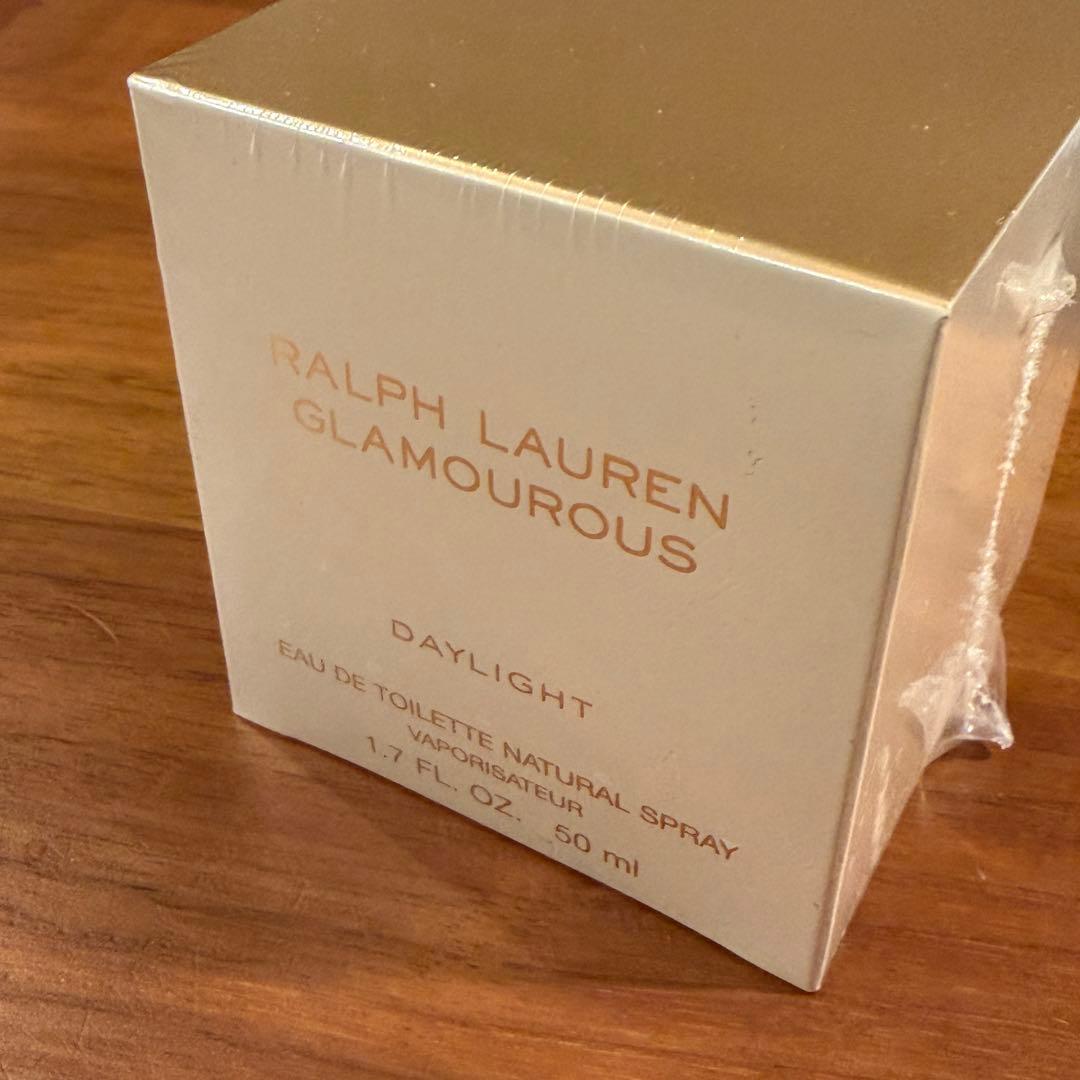 RALPH LAUREN
GLAMOUROUS
DAYLIGHT
EAU DE TOILETTE NATURAL SPRAY
VAPORISATEUR
1.7 FL. OZ. 50 ml